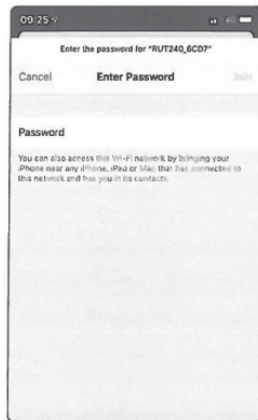 09:25
4G
Enter the password for "RUT240_6CD7"
Cancel
Enter Password
Join
Password
You can also access this Wi-Fi network by bringing your
iPhone near any iPhone, iPad or Mac that has connected to
this network and has you in its contacts.